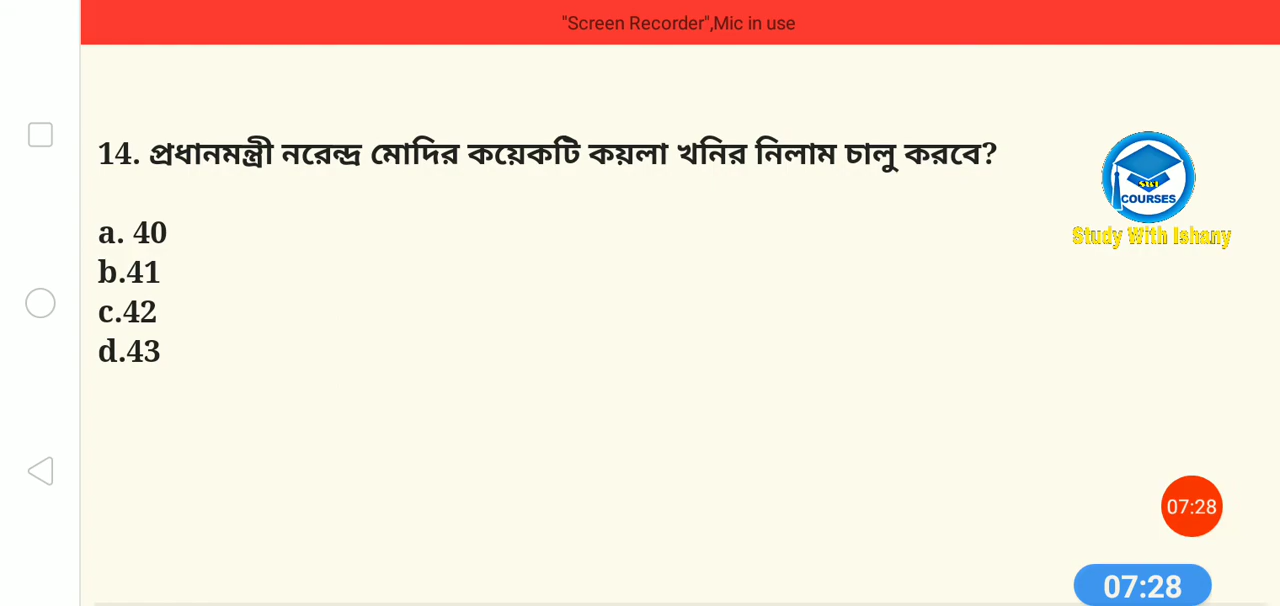 "Screen Recorder",Mic in use
14. প্রধানমন্ত্রী নরেন্দ্র মোদির কয়েকটি কয়লা খনির নিলাম চালু করবে?
a. 40
b.41
c.42
d.43
COURSES
Study With Ishany
07:28
07:28